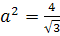 a² = 4/√3